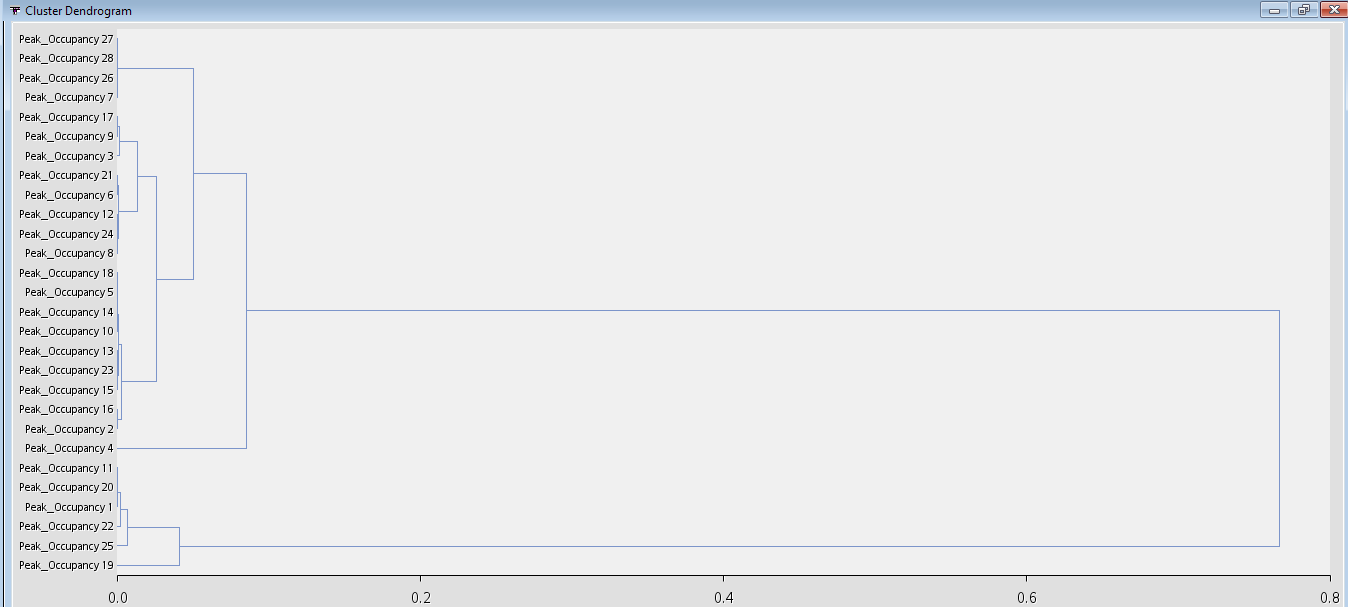 Cluster Dendrogram
Peak_Occupancy 27
Peak_Occupancy 28
Peak_Occupancy 26
Peak_Occupancy 7
Peak_Occupancy 17
Peak_Occupancy 9
Peak_Occupancy 3
Peak_Occupancy 21
Peak_Occupancy 6
Peak_Occupancy 12
Peak_Occupancy 24
Peak_Occupancy 8
Peak_Occupancy 18
Peak_Occupancy 5
Peak_Occupancy 14
Peak_Occupancy 10
Peak_Occupancy 13
Peak_Occupancy 23
Peak_Occupancy 15
Peak_Occupancy 16
Peak_Occupancy 2
Peak_Occupancy 4
Peak_Occupancy 11
Peak_Occupancy 20
Peak_Occupancy 1
Peak_Occupancy 22
Peak_Occupancy 25
Peak_Occupancy 19
0.0 0.2 0.4 0.6 0.8